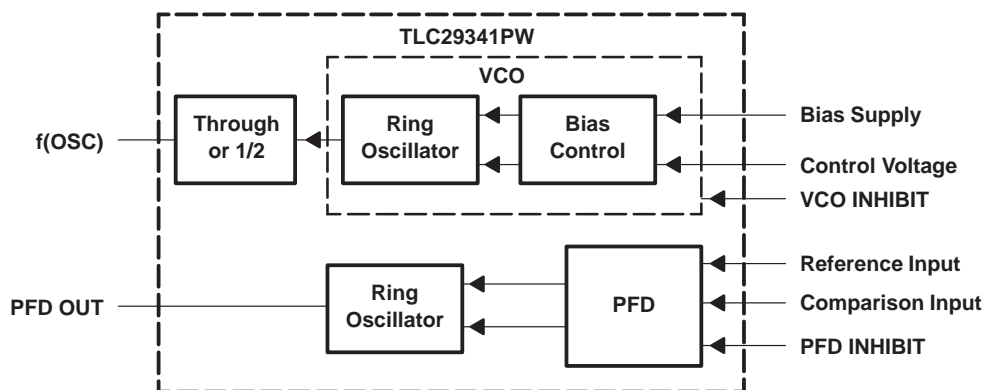 TLC29341PW
VCO
f(OSC)
Through
or 1/2
Ring
Oscillator
Bias
Control
Bias Supply
Control Voltage
VCO INHIBIT
PFD OUT
Ring
Oscillator
PFD
Reference Input
Comparison Input
PFD INHIBIT